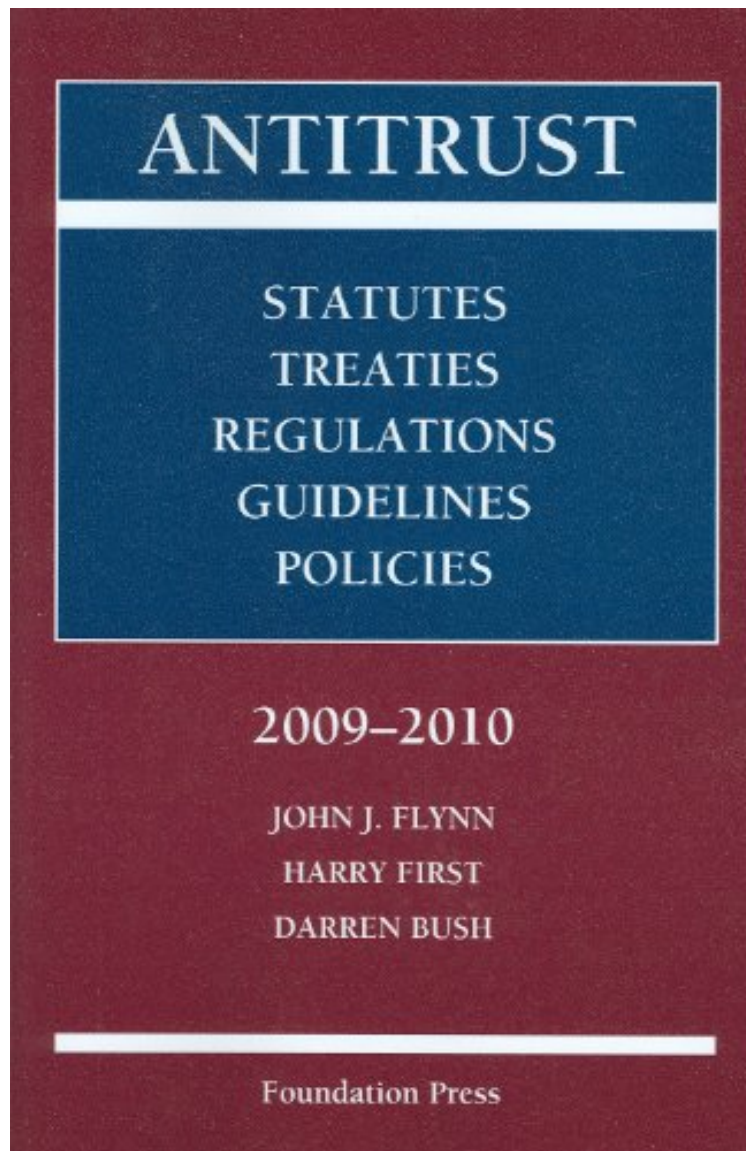 ANTITRUST
STATUTES
TREATIES
REGULATIONS
GUIDELINES
POLICIES
2009–2010
JOHN J. FLYNN
HARRY FIRST
DARREN BUSH
Foundation Press